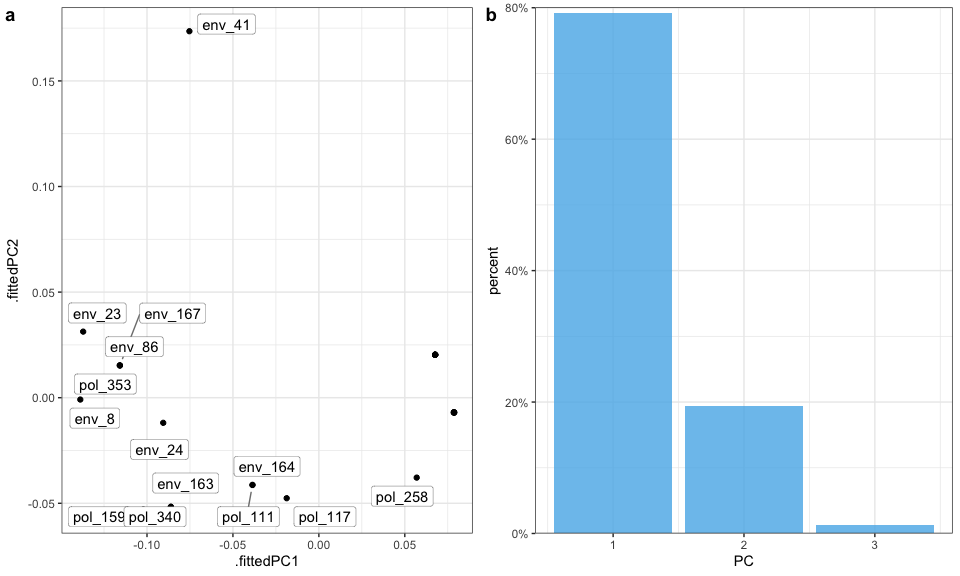 a
b
env_41
80%
0.15
60%
0.10
.fittedPC2
percent
40%
0.05
env_23
env_167
env_86
pol_353
0.00
20%
env_8
env_24
env_164
env_163
pol_258
-0.05
pol_159
pol_340
pol_111
pol_117
0%
-0.10
-0.05
0.00
0.05
1
2
3
.fittedPC1
PC